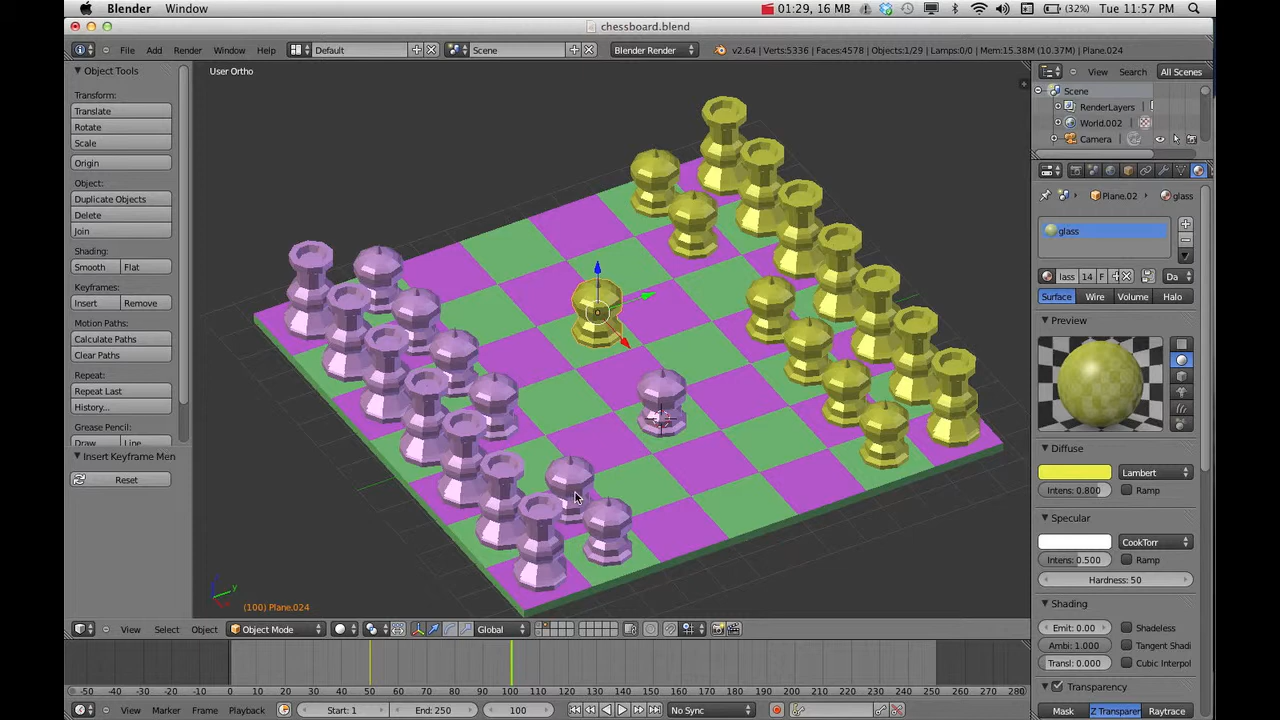 Blender Window 01:29, 16 MB (32%) Tue 11:57 PM
chessboard.blend
File Add Render Window Help Default Scene Blender Render v2.64 | Verts:5336 | Faces:4578 | Objects:1/29 | Lamps:0/0 | Mem:15.38M (10.37M) | Plane.024
Object Tools
Transform:
Translate
Rotate
Scale
Origin
Object:
Duplicate Objects
Delete
Join
Shading:
Smooth Flat
Keyframes:
Insert Remove
Motion Paths:
Calculate Paths
Clear Paths
Repeat:
Repeat Last
History...
Grease Pencil:
Draw Line
Insert Keyframe Men
Reset
User Ortho
(100) Plane.024
View Search All Scenes
Scene
RenderLayers
World.002
Camera
Plane.02 glass
glass
lass 14 F Da
Surface Wire Volume Halo
Preview
Diffuse
Lambert
Intens: 0.800 Ramp
Specular
CookTorr
Intens: 0.500 Ramp
Hardness: 50
Shading
Emit: 0.00 Shadeless
Ambi: 1.000 Tangent Shadi
Transl: 0.000 Cubic Interpol
Transparency
Mask Z Transparer Raytrace
View Select Object Object Mode Global
-50 -40 -30 -20 -10 0 10 20 30 40 50 60 70 80 90 100 110 120 130 140 150 160 170 180 190 200 210 220 230 240 250 260 270 280
View Marker Frame Playback Start: 1 End: 250 100 No Sync